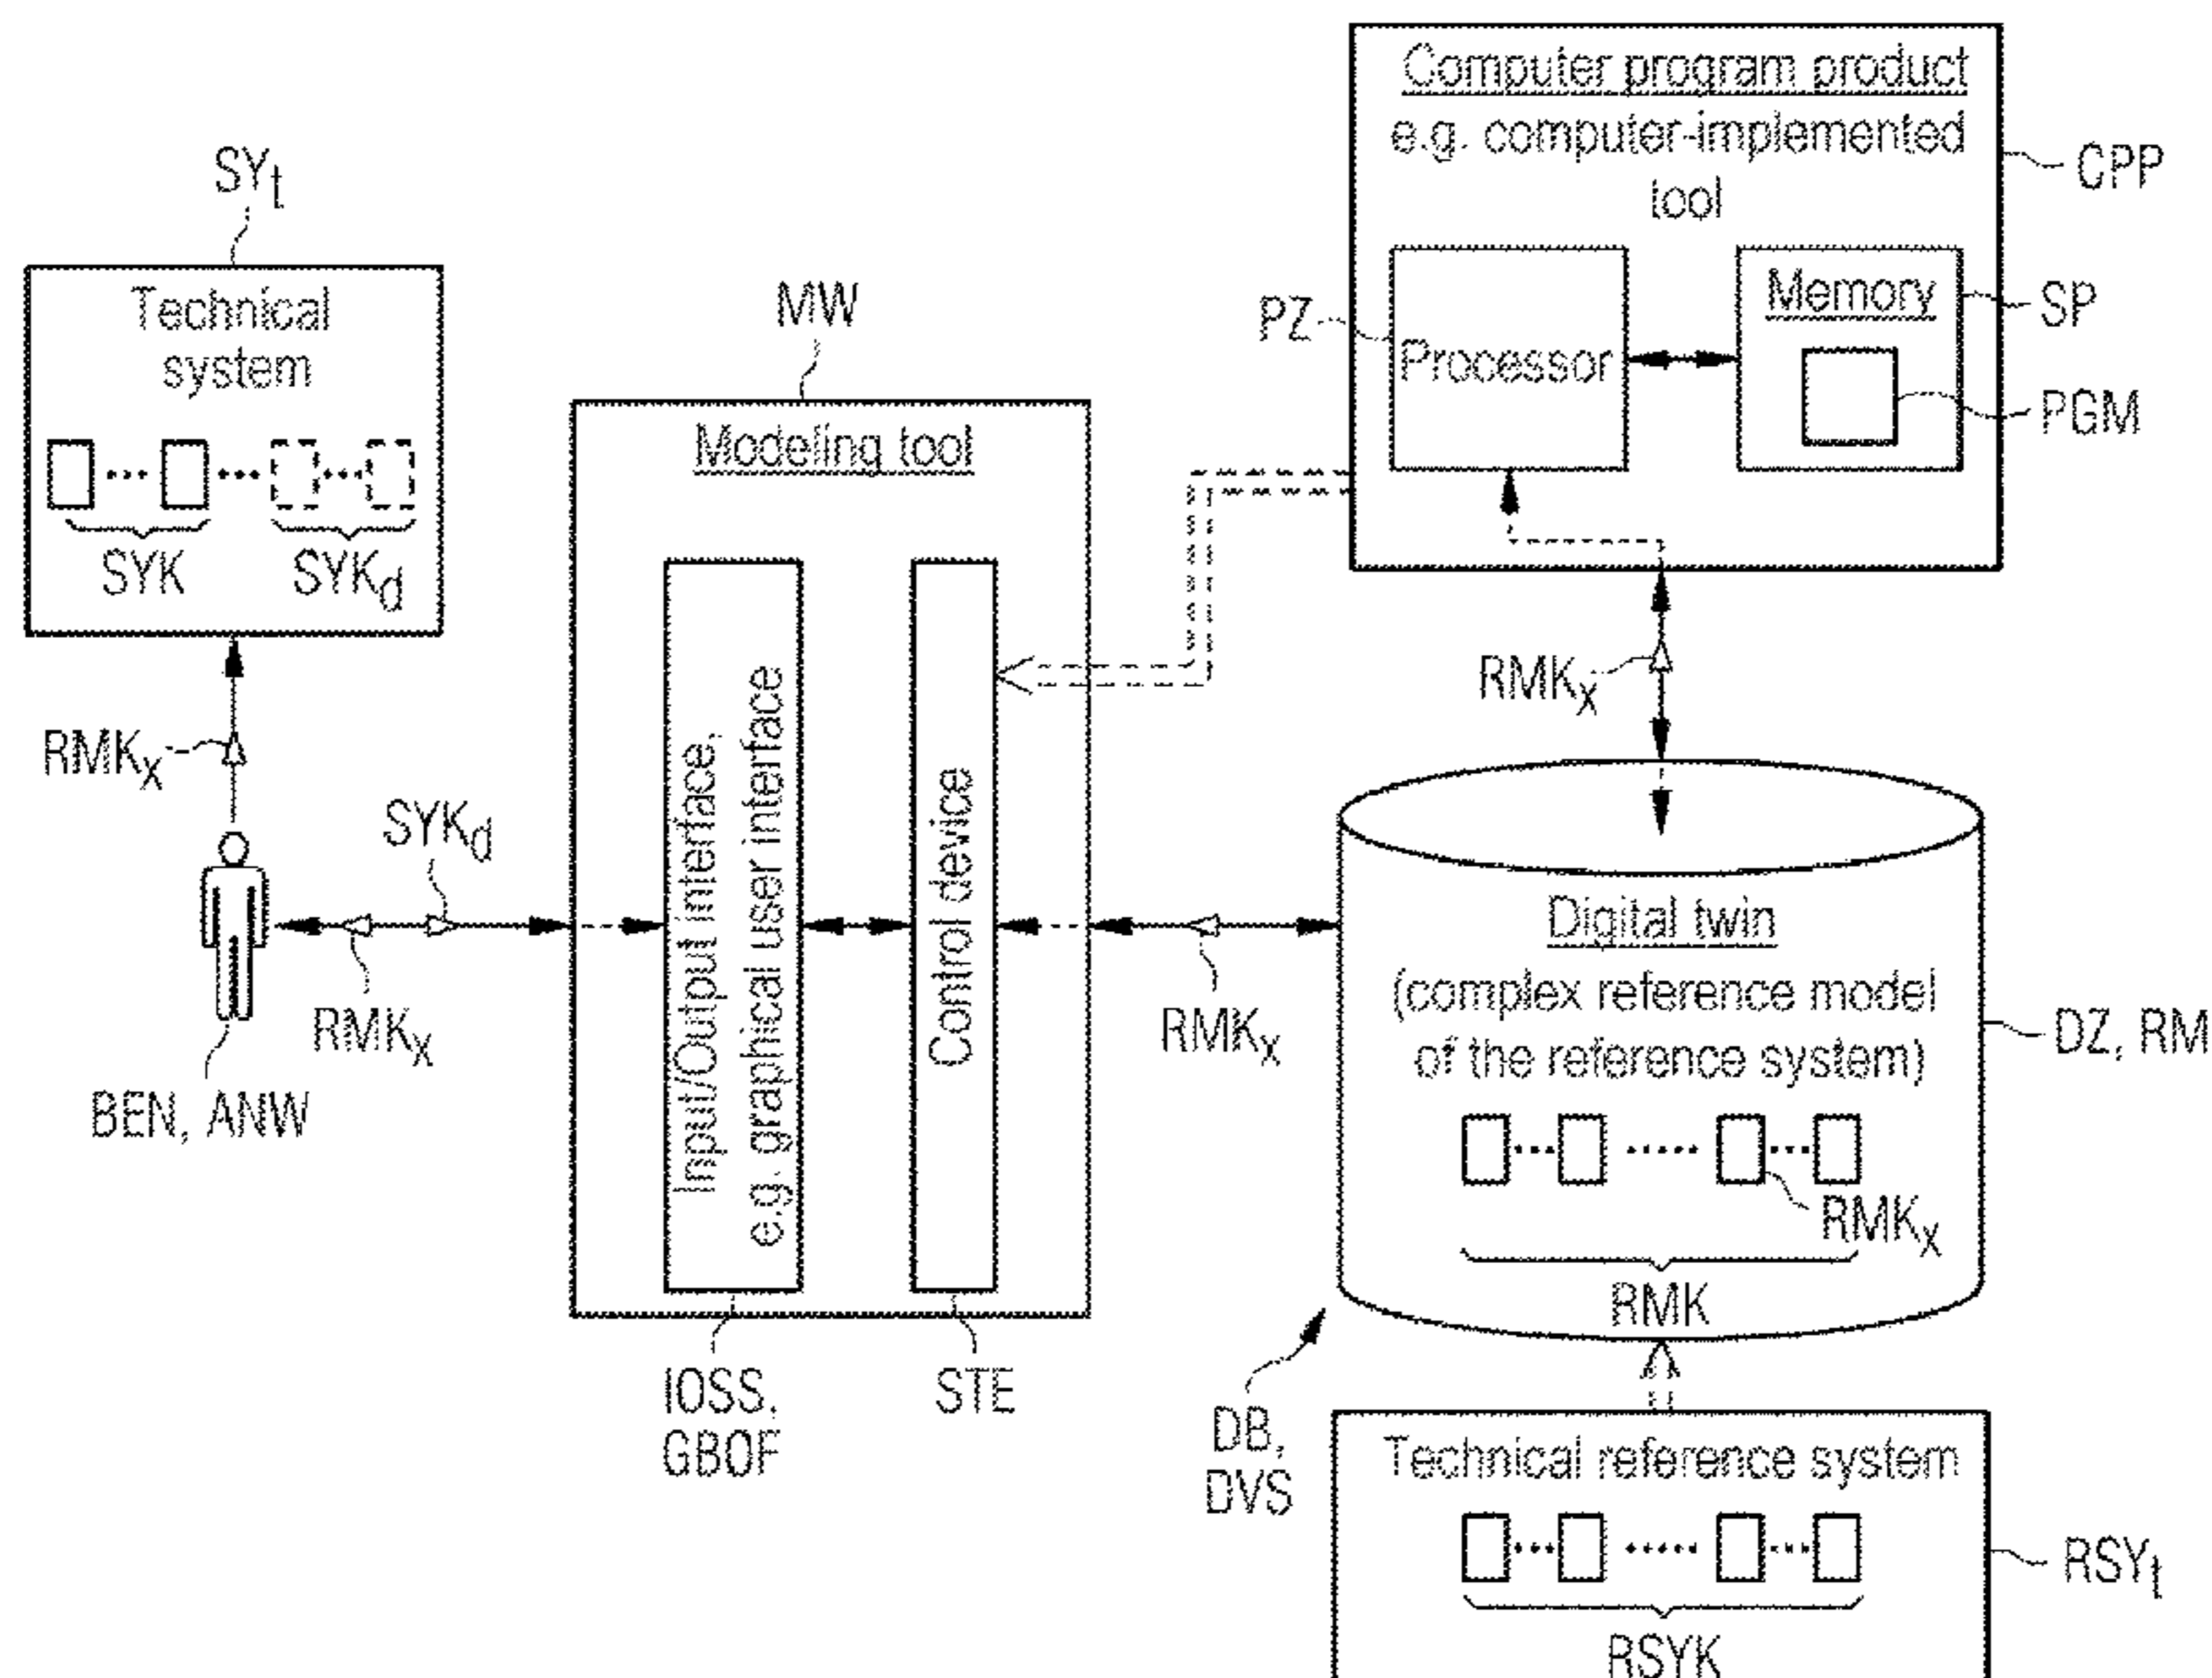 Computer program product
e.g. computer-implemented
tool
CPP
SYt
Technical
system
SYK
SYKd
MW
Modeling tool
PZ
Processor
Memory
SP
PGM
RMKx
RMKx
SYKd
RMKx
BEN, ANW
Input/Output interface,
e.g. graphical user interface
Control device
RMKx
Digital twin
(complex reference model
of the reference system)
DZ, RM
RMKx
RMK
IOSS,
GBOF
STE
DB,
DVS
Technical reference system
RSYt
RSYK